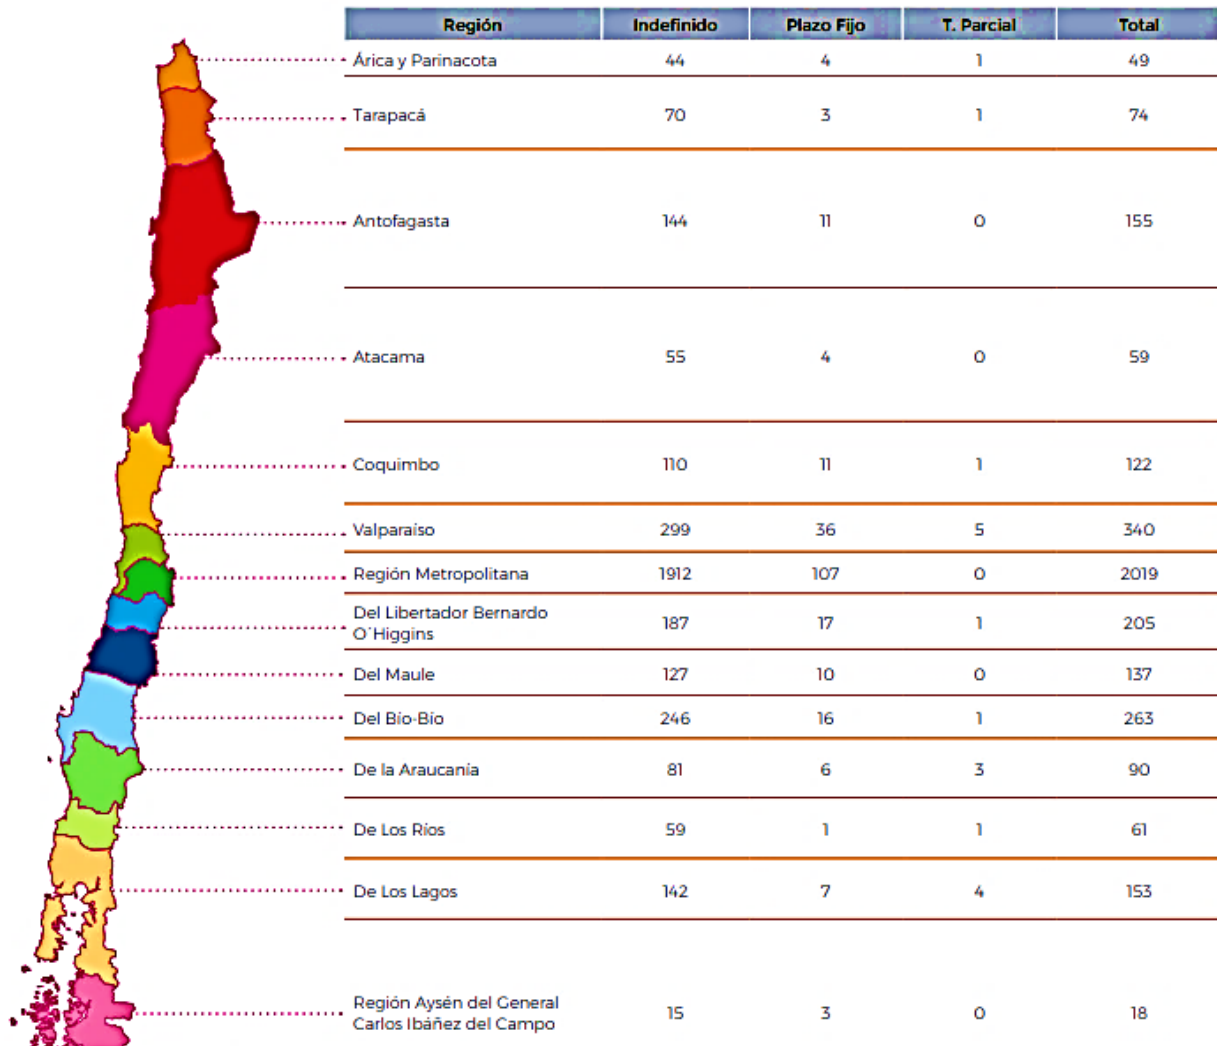 Región Indefinido Plazo Fijo T. Parcial Total
Árica y Parinacota 44 4 1 49
Tarapacá 70 3 1 74
Antofagasta 144 11 0 155
Atacama 55 4 0 59
Coquimbo 110 11 1 122
Valparaíso 299 36 5 340
Región Metropolitana 1912 107 0 2019
Del Libertador Bernardo
O´Higgins 187 17 1 205
Del Maule 127 10 0 137
Del Bío-Bío 246 16 1 263
De la Araucanía 81 6 3 90
De Los Ríos 59 1 1 61
De Los Lagos 142 7 4 153
Región Aysén del General
Carlos Ibáñez del Campo 15 3 0 18